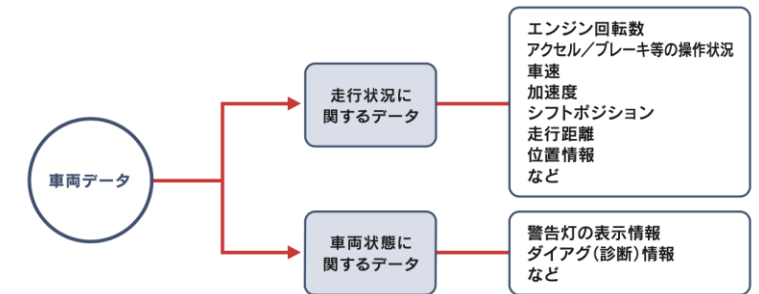 車両データ
走行状況に
関するデータ
エンジン回転数
アクセル／ブレーキ等の操作状況
車速
加速度
シフトポジション
走行距離
位置情報
など
車両状態に
関するデータ
警告灯の表示情報
ダイアグ（診断）情報
など